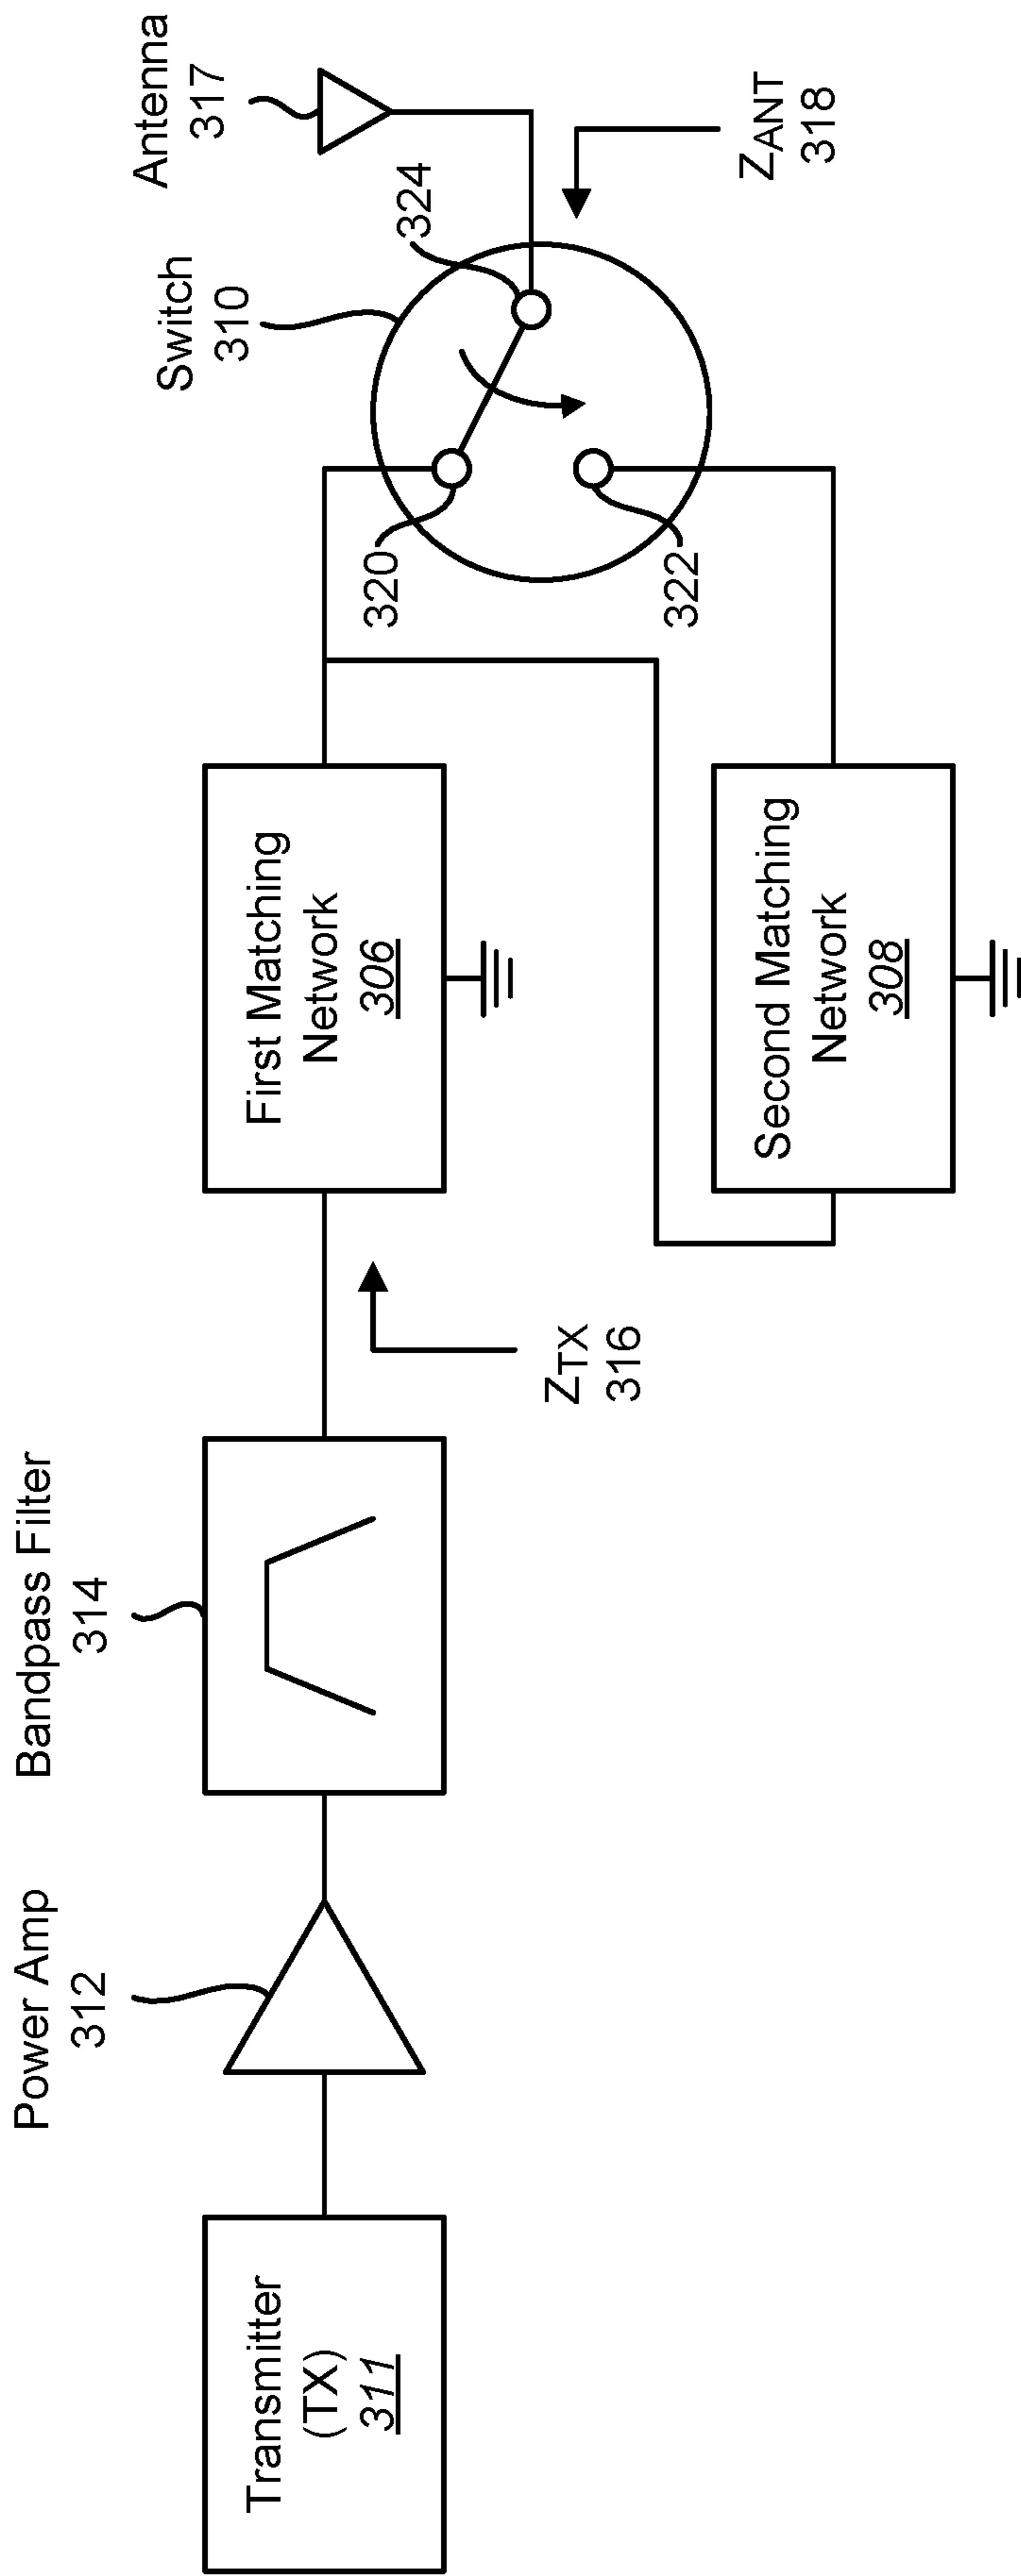 Transmitter
(TX)
311
Power Amp
312
Bandpass Filter
314
ZTX
316
First Matching
Network
306
Second Matching
Network
308
Switch
310
320
322
324
Antenna
317
ZANT
318